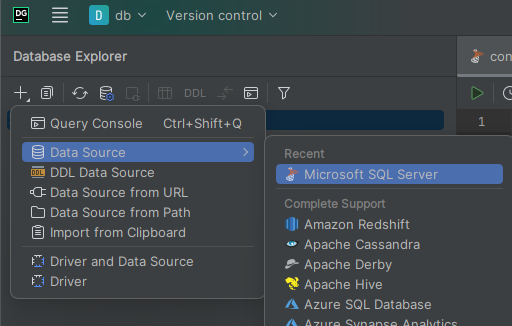 DG D db Version control
Database Explorer
DDL
Query Console Ctrl+Shift+Q
Data Source
DDL Data Source
Data Source from URL
Data Source from Path
Import from Clipboard
Driver and Data Source
Driver
con
1
Recent
Microsoft SQL Server
Complete Support
Amazon Redshift
Apache Cassandra
Apache Derby
Apache Hive
Azure SQL Database
Azure Synapse Analytics